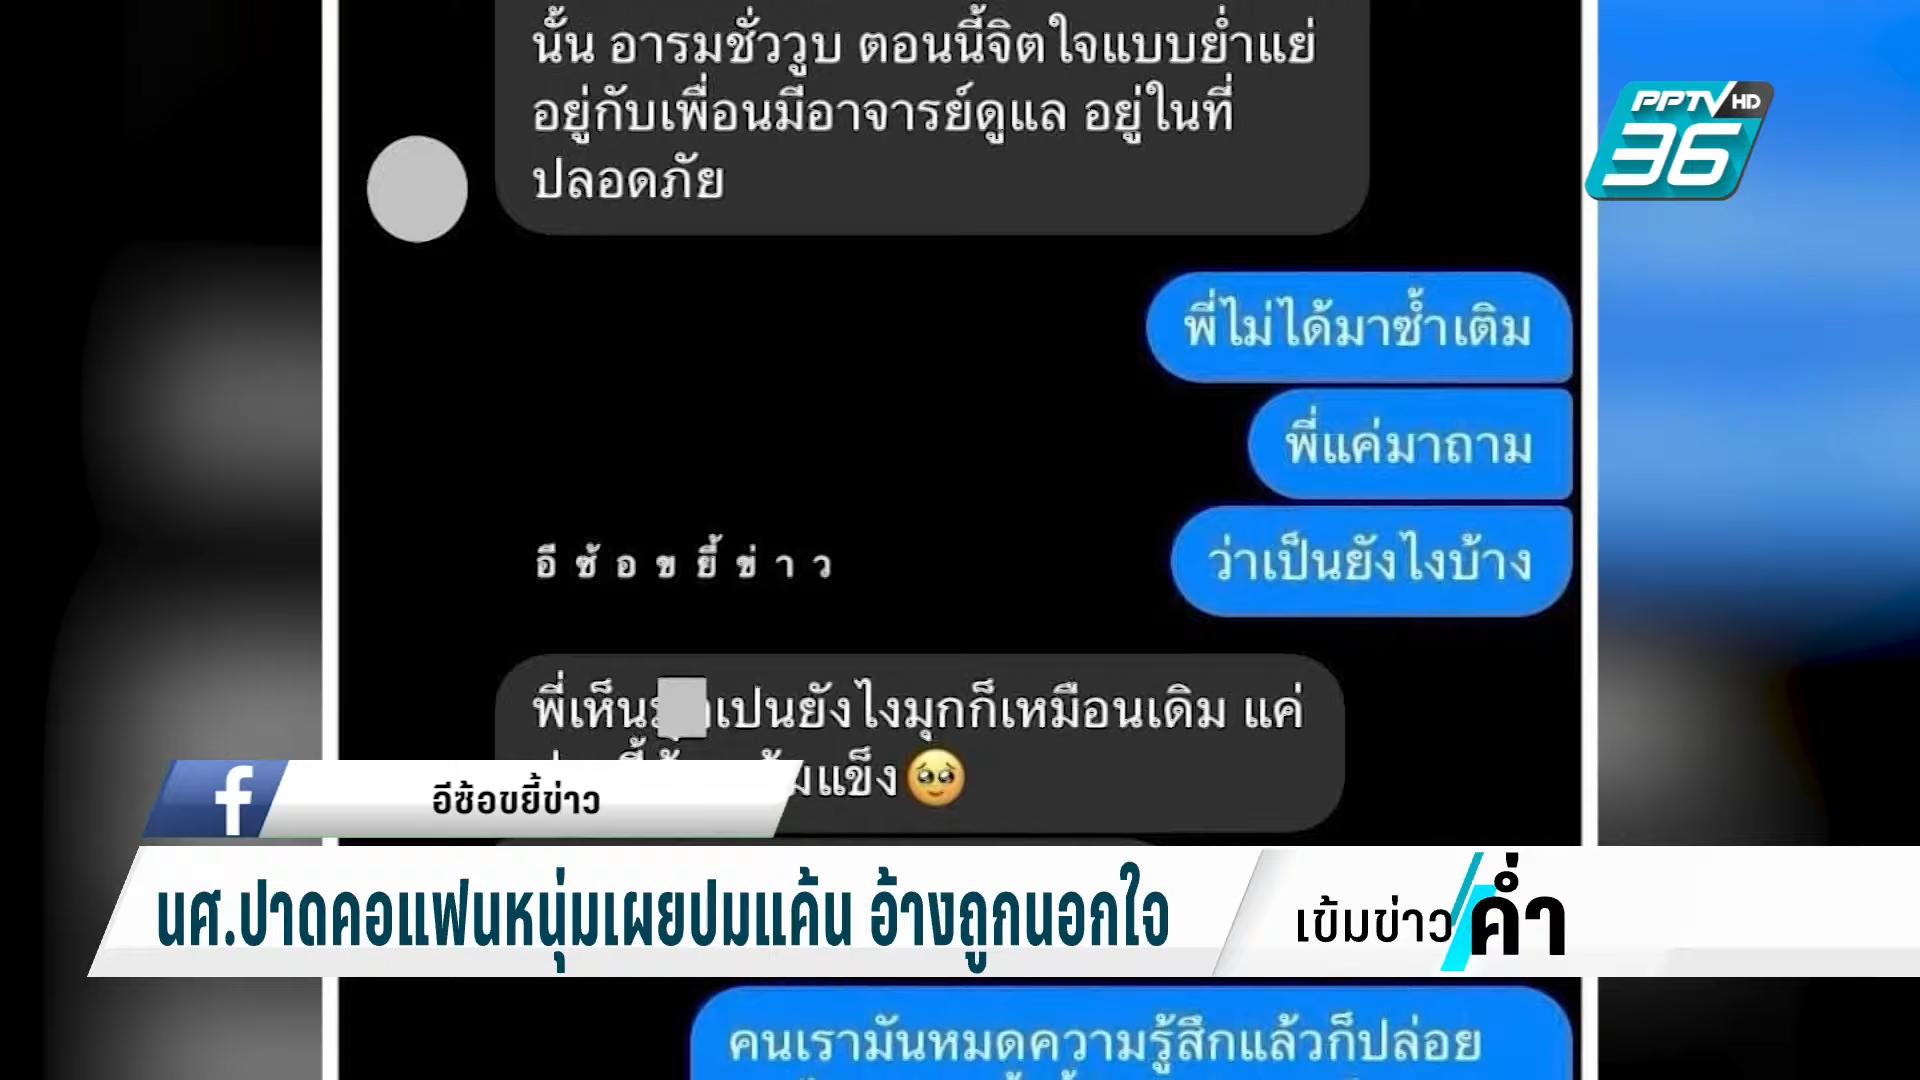 นั้น อารมชั่ววูบ ตอนนี้จิตใจแบบย่ำแย่
อยู่กับเพื่อนมีอาจารย์ดูแล อยู่ในที่
ปลอดภัย
PPTV HD
36
พี่ไม่ได้มาซ้ำเติม
พี่แค่มาถาม
ว่าเป็นยังไงบ้าง
อี ซ้ อ ข ยี้ ข่ า ว
พี่เห็น เปนยังไงมุกก็เหมือนเดิม แค่
แข็ง🥹
อีซ้อขยี้ข่าว
นศ.ปาดคอแฟนหนุ่มเผยปมแค้น อ้างถูกนอกใจ
เข้มข่าวค่ำ
คนเรามันหมดความรู้สึกแล้วก็ปล่อย